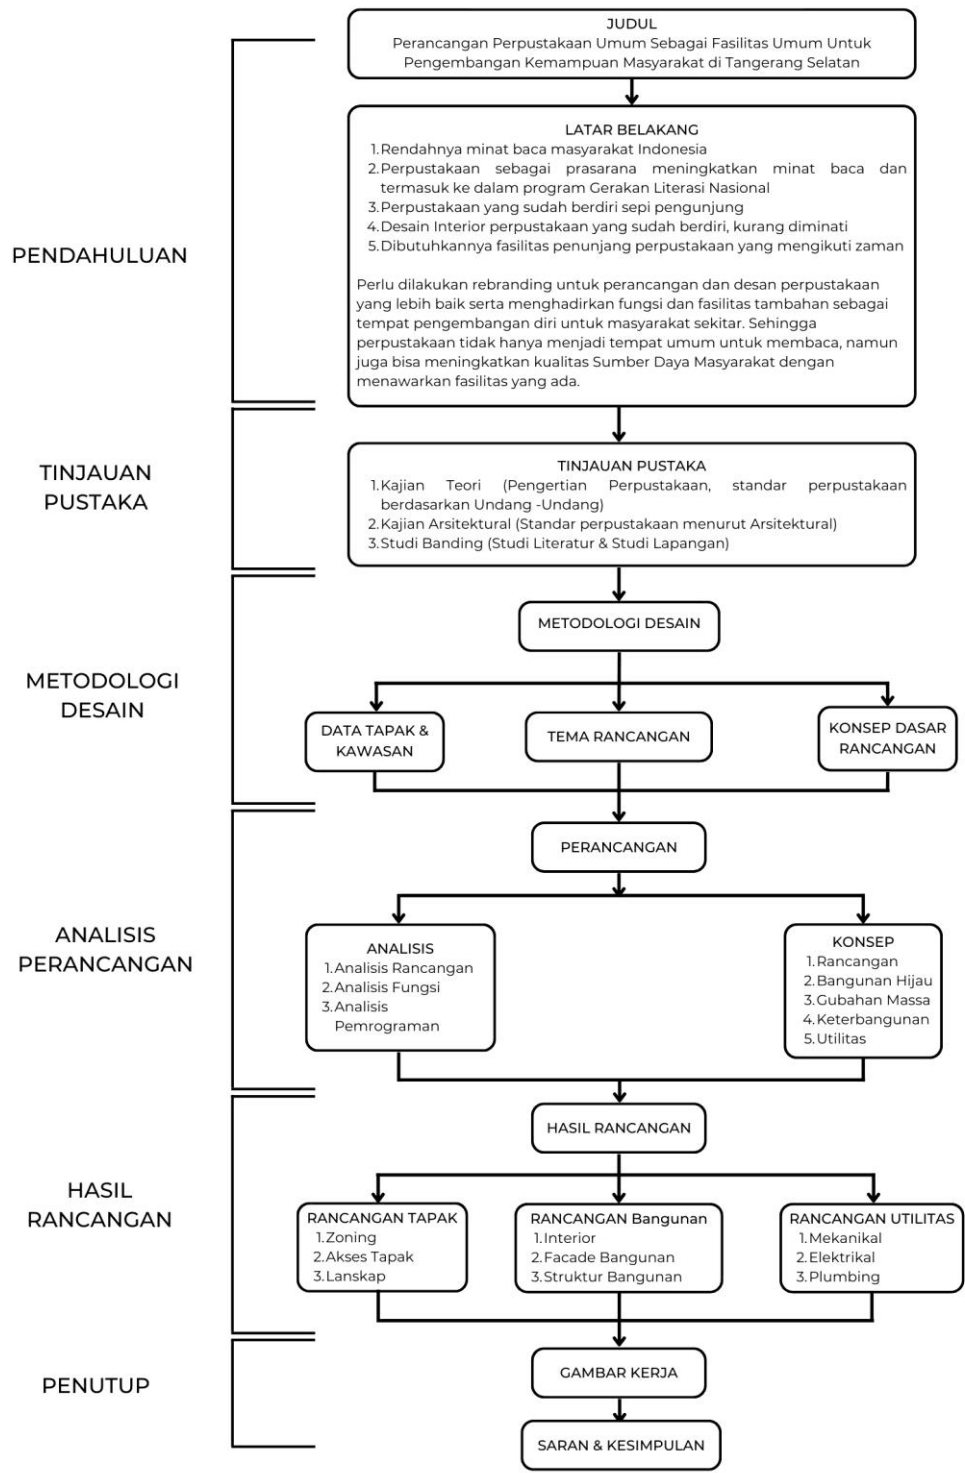 JUDUL
Perancangan Perpustakaan Umum Sebagai Fasilitas Umum Untuk
Pengembangan Kemampuan Masyarakat di Tangerang Selatan
PENDAHULUAN
LATAR BELAKANG
1. Rendahnya minat baca masyarakat Indonesia
2. Perpustakaan sebagai prasarana meningkatkan minat baca dan
termasuk ke dalam program Gerakan Literasi Nasional
3. Perpustakaan yang sudah berdiri sepi pengunjung
4. Desain Interior perpustakaan yang sudah berdiri, kurang diminati
5. Dibutuhkannya fasilitas penunjang perpustakaan yang mengikuti zaman
Perlu dilakukan rebranding untuk perancangan dan desan perpustakaan
yang lebih baik serta menghadirkan fungsi dan fasilitas tambahan sebagai
tempat pengembangan diri untuk masyarakat sekitar. Sehingga
perpustakaan tidak hanya menjadi tempat umum untuk membaca, namun
juga bisa meningkatkan kualitas Sumber Daya Masyarakat dengan
menawarkan fasilitas yang ada.
TINJAUAN
PUSTAKA
TINJAUAN PUSTAKA
1. Kajian Teori (Pengertian Perpustakaan, standar perpustakaan
berdasarkan Undang -Undang)
2. Kajian Arsitektural (Standar perpustakaan menurut Arsitektural)
3. Studi Banding (Studi Literatur & Studi Lapangan)
METODOLOGI
DESAIN
METODOLOGI DESAIN
DATA TAPAK &
KAWASAN
TEMA RANCANGAN
KONSEP DASAR
RANCANGAN
ANALISIS
PERANCANGAN
PERANCANGAN
ANALISIS
1. Analisis Rancangan
2. Analisis Fungsi
3. Analisis
Pemrograman
KONSEP
1. Rancangan
2. Bangunan Hijau
3. Gubahan Massa
4. Keterbangunan
5. Utilitas
HASIL
RANCANGAN
HASIL RANCANGAN
RANCANGAN TAPAK
1. Zoning
2. Akses Tapak
3. Lanskap
RANCANGAN Bangunan
1. Interior
2. Facade Bangunan
3. Struktur Bangunan
RANCANGAN UTILITAS
1. Mekanikal
2. Elektrikal
3. Plumbing
PENUTUP
GAMBAR KERJA
SARAN & KESIMPULAN